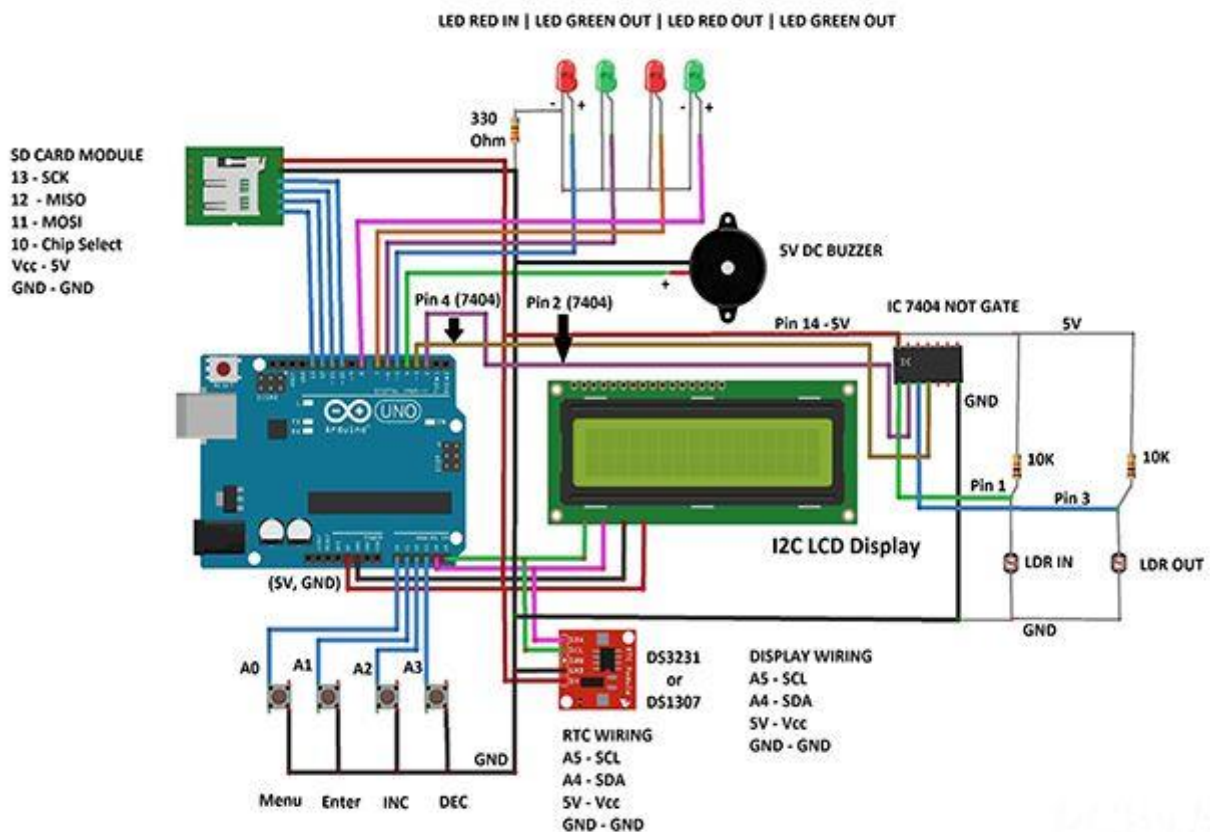 LED RED IN | LED GREEN OUT | LED RED OUT | LED GREEN OUT
- +
- +
330
Ohm
SD CARD MODULE
13 - SCK
12 - MISO
11 - MOSI
10 - Chip Select
Vcc - 5V
GND - GND
5V DC BUZZER
+
Pin 4 (7404)
Pin 2 (7404)
IC 7404 NOT GATE
Pin 14 - 5V
5V
GND
UNO
Arduino
10K
10K
Pin 1
Pin 3
I2C LCD Display
LDR IN
LDR OUT
GND
(5V, GND)
A0
A1
A2
A3
DS3231
or
DS1307
DISPLAY WIRING
A5 - SCL
A4 - SDA
5V - Vcc
GND - GND
RTC WIRING
A5 - SCL
A4 - SDA
5V - Vcc
GND - GND
GND
Menu
Enter
INC
DEC